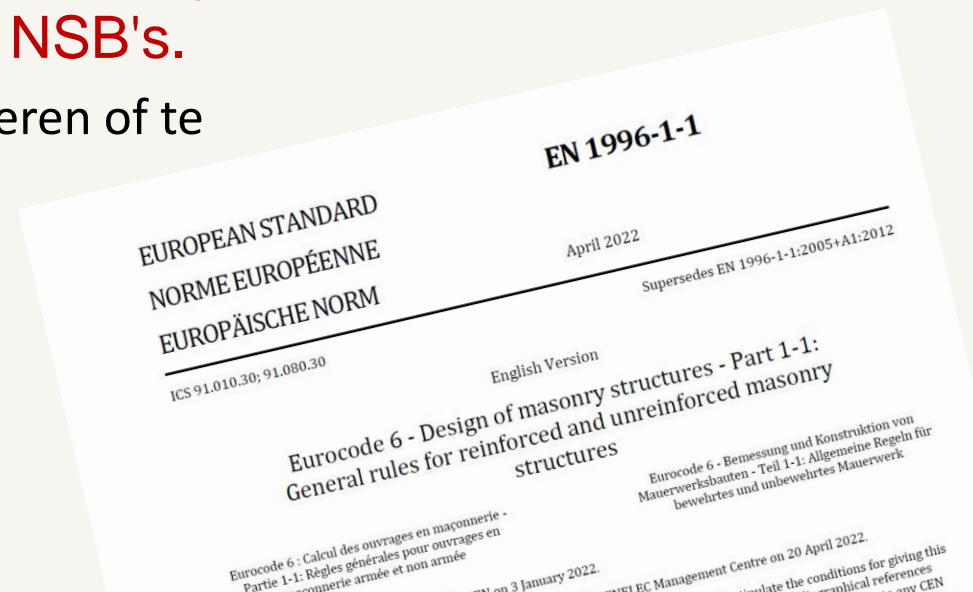 NSB's.
eren of te
EN 1996-1-1
EUROPEAN STANDARD
NORME EUROPÉENNE
EUROPÄISCHE NORM
April 2022
Supersedes EN 1996-1-1:2005+A1:2012
ICS 91.010.30; 91.080.30
English Version
Eurocode 6 - Design of masonry structures - Part 1-1:
General rules for reinforced and unreinforced masonry
structures
Eurocode 6 : Calcul des ouvrages en maçonnerie -
Partie 1-1: Règles générales pour ouvrages en
armée et non armée
Eurocode 6 - Bemessung und Konstruktion von
Mauerwerksbauten - Teil 1-1: Allgemeine Regeln für
bewehrtes und unbewehrtes Mauerwerk
on 3 January 2022.
Management Centre on 20 April 2022.
the conditions for giving this
references
any CEN